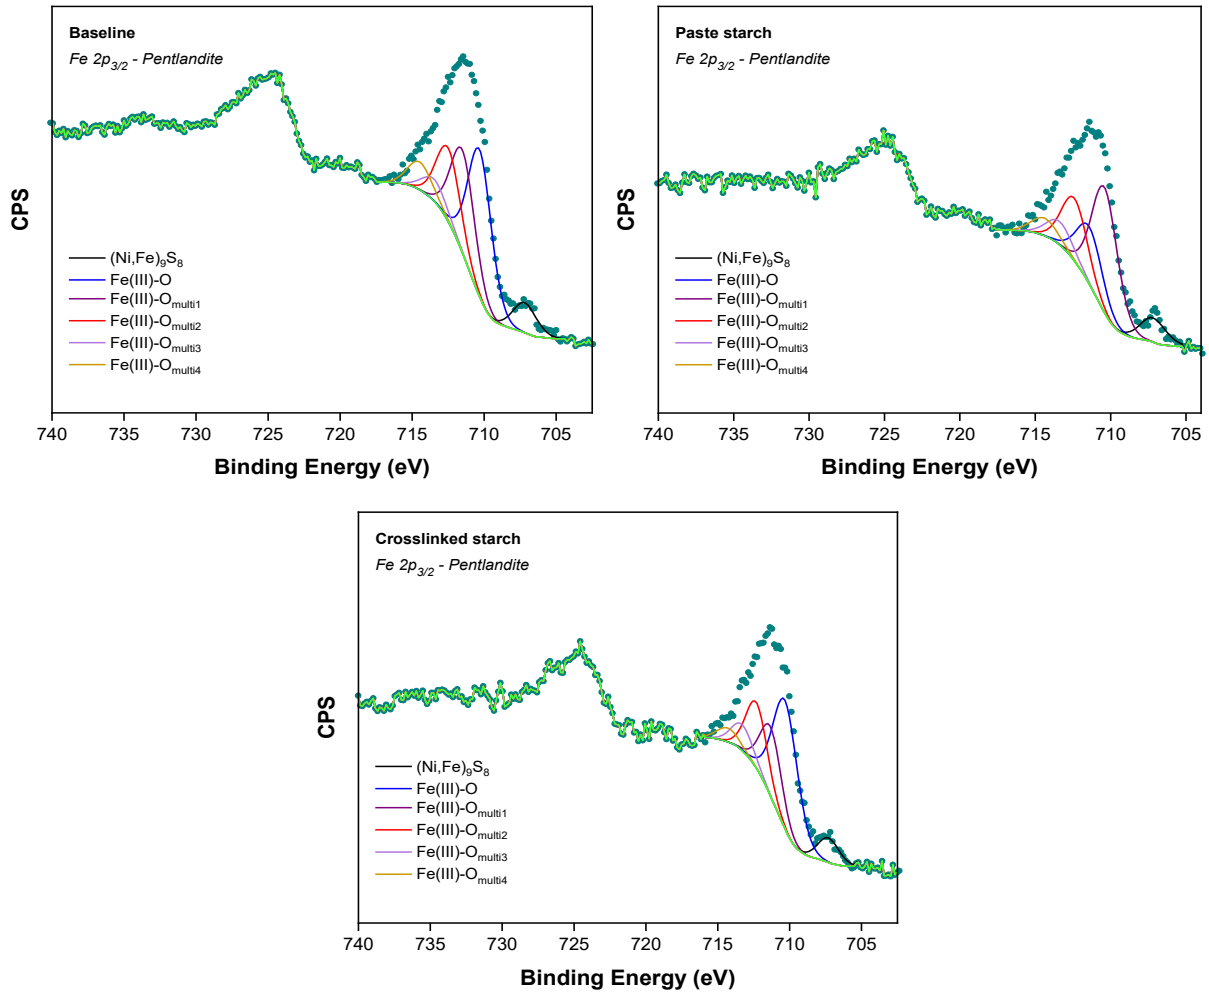 Baseline
Fe 2p3/2 - Pentlandite
CPS
(Ni,Fe)9S8
Fe(III)-O
Fe(III)-Omulti1
Fe(III)-Omulti2
Fe(III)-Omulti3
Fe(III)-Omulti4
740 735 730 725 720 715 710 705
Binding Energy (eV)
Paste starch
Fe 2p3/2 - Pentlandite
CPS
(Ni,Fe)9S8
Fe(III)-O
Fe(III)-Omulti1
Fe(III)-Omulti2
Fe(III)-Omulti3
Fe(III)-Omulti4
740 735 730 725 720 715 710 705
Binding Energy (eV)
Crosslinked starch
Fe 2p3/2 - Pentlandite
CPS
(Ni,Fe)9S8
Fe(III)-O
Fe(III)-Omulti1
Fe(III)-Omulti2
Fe(III)-Omulti3
Fe(III)-Omulti4
740 735 730 725 720 715 710 705
Binding Energy (eV)